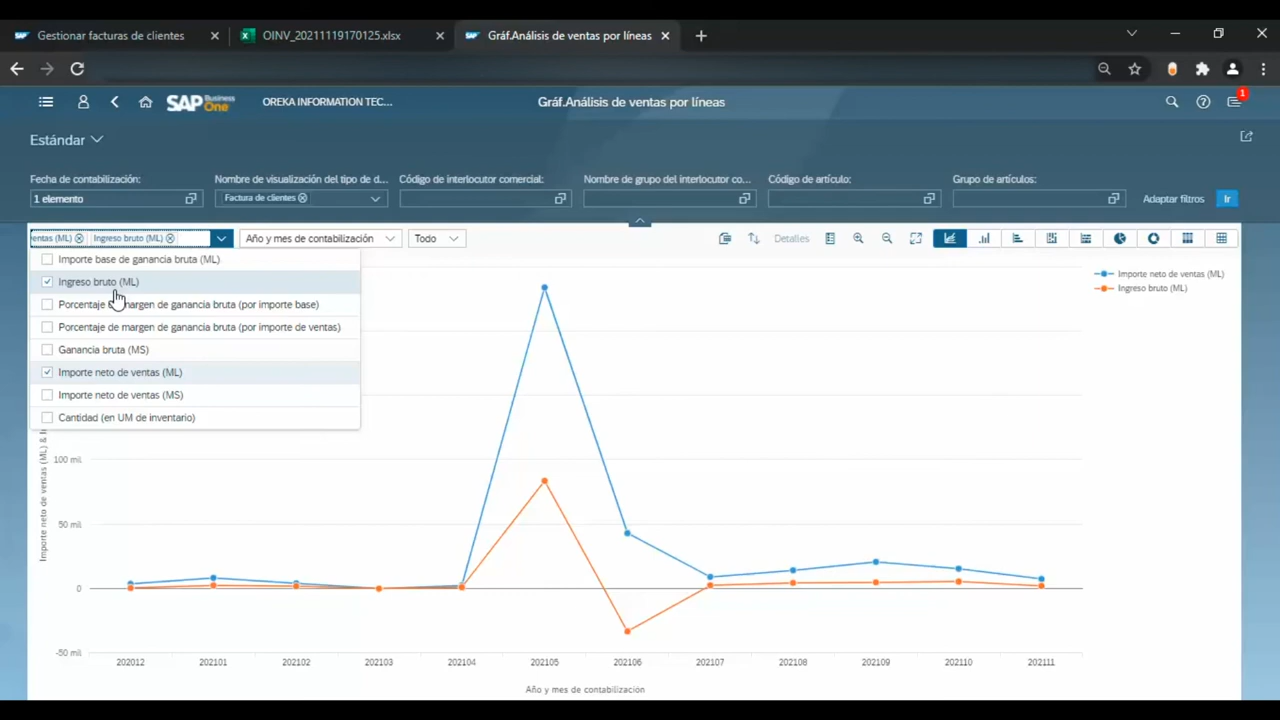 Gestionar facturas de clientes
OINV_20211119170125.xlsx
Gráf.Análisis de ventas por líneas
SAP Business One
OREKA INFORMATION TEC...
Gráf.Análisis de ventas por líneas
1
Estándar
Fecha de contabilización:
Nombre de visualización del tipo de d...
Código de interlocutor comercial:
Nombre de grupo del interlocutor co...
Código de artículo:
Grupo de artículos:
1 elemento
Factura de clientes
Adaptar filtros
Ir
ventas (ML)
Ingreso bruto (ML)
Año y mes de contabilización
Todo
Detalles
Importe base de ganancia bruta (ML)
Ingreso bruto (ML)
Porcentaje margen de ganancia bruta (por importe base)
Porcentaje de margen de ganancia bruta (por importe de ventas)
Ganancia bruta (MS)
Importe neto de ventas (ML)
Importe neto de ventas (MS)
Cantidad (en UM de inventario)
Importe neto de ventas (ML)
Ingreso bruto (ML)
Importe neto de ventas (ML) &
100 mil
50 mil
0
-50 mil
202012
202101
202102
202103
202104
202105
202106
202107
202108
202109
202110
202111
Año y mes de contabilización